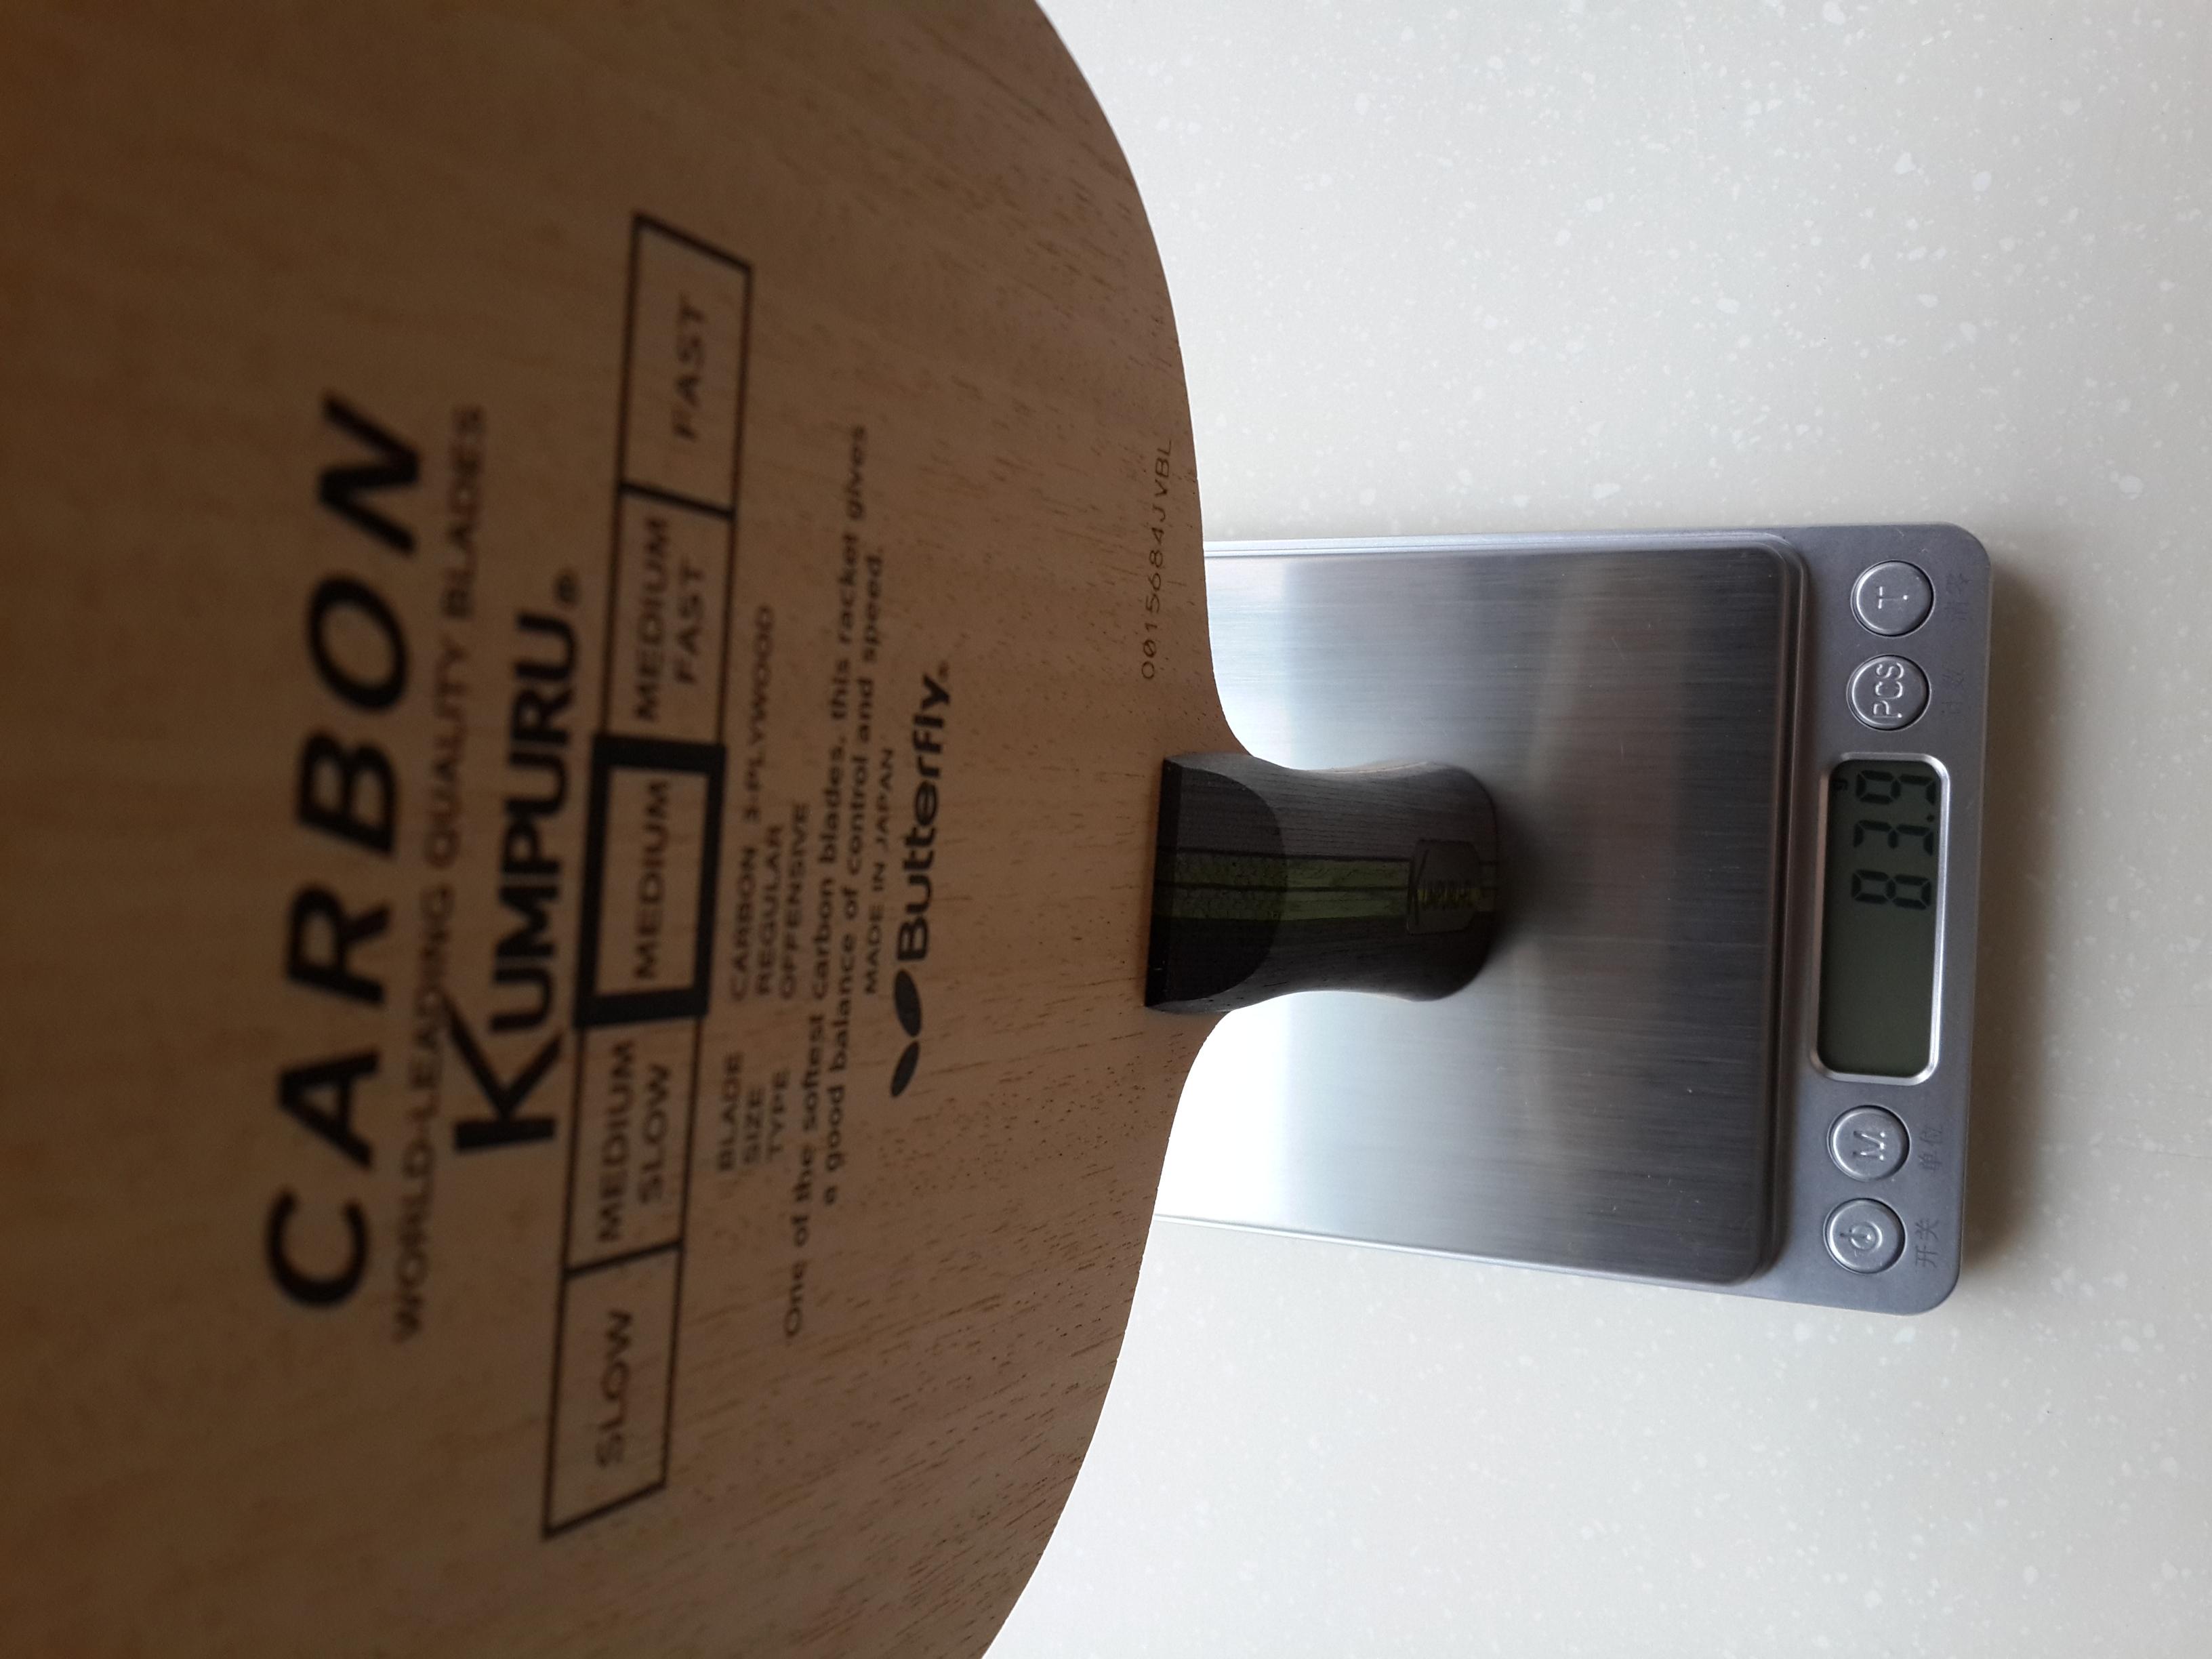 CARBON
WORLD-LEADING QUALITY BLADES
KUMPURU®
SLOW
MEDIUM
SLOW
MEDIUM
MEDIUM
FAST
FAST
BLADE CARBON 3-PLYWOOD
SIZE REGULAR
TYPE OFFENSIVE
One of the softest carbon blades, this racket gives
a good balance of control and speed.
MADE IN JAPAN
Butterfly®
0015684JVBL
83.9 g
开关
单位
M.
PCS
T.